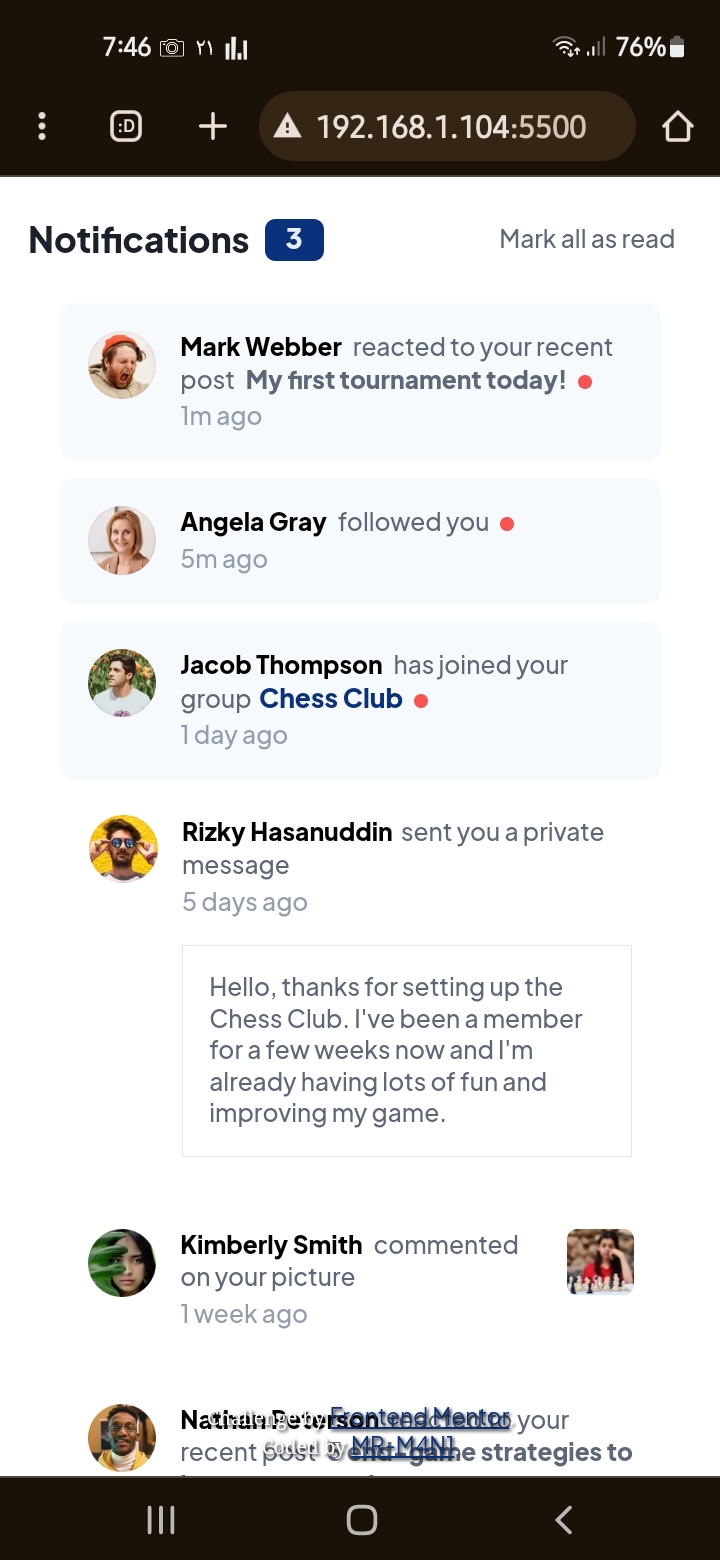 7:46 ۲۱ 76%
:D 192.168.1.104:5500
Notifications 3 Mark all as read
Mark Webber reacted to your recent
post My first tournament today!
1m ago
Angela Gray followed you
5m ago
Jacob Thompson has joined your
group Chess Club
1 day ago
Rizky Hasanuddin sent you a private
message
5 days ago
Hello, thanks for setting up the
Chess Club. I've been a member
for a few weeks now and I'm
already having lots of fun and
improving my game.
Kimberly Smith commented
on your picture
1 week ago
Nathan Peterson reacted to your
recent post 5 end-game strategies to
Challenge by Frontend Mentor
Coded by MR-M4N1